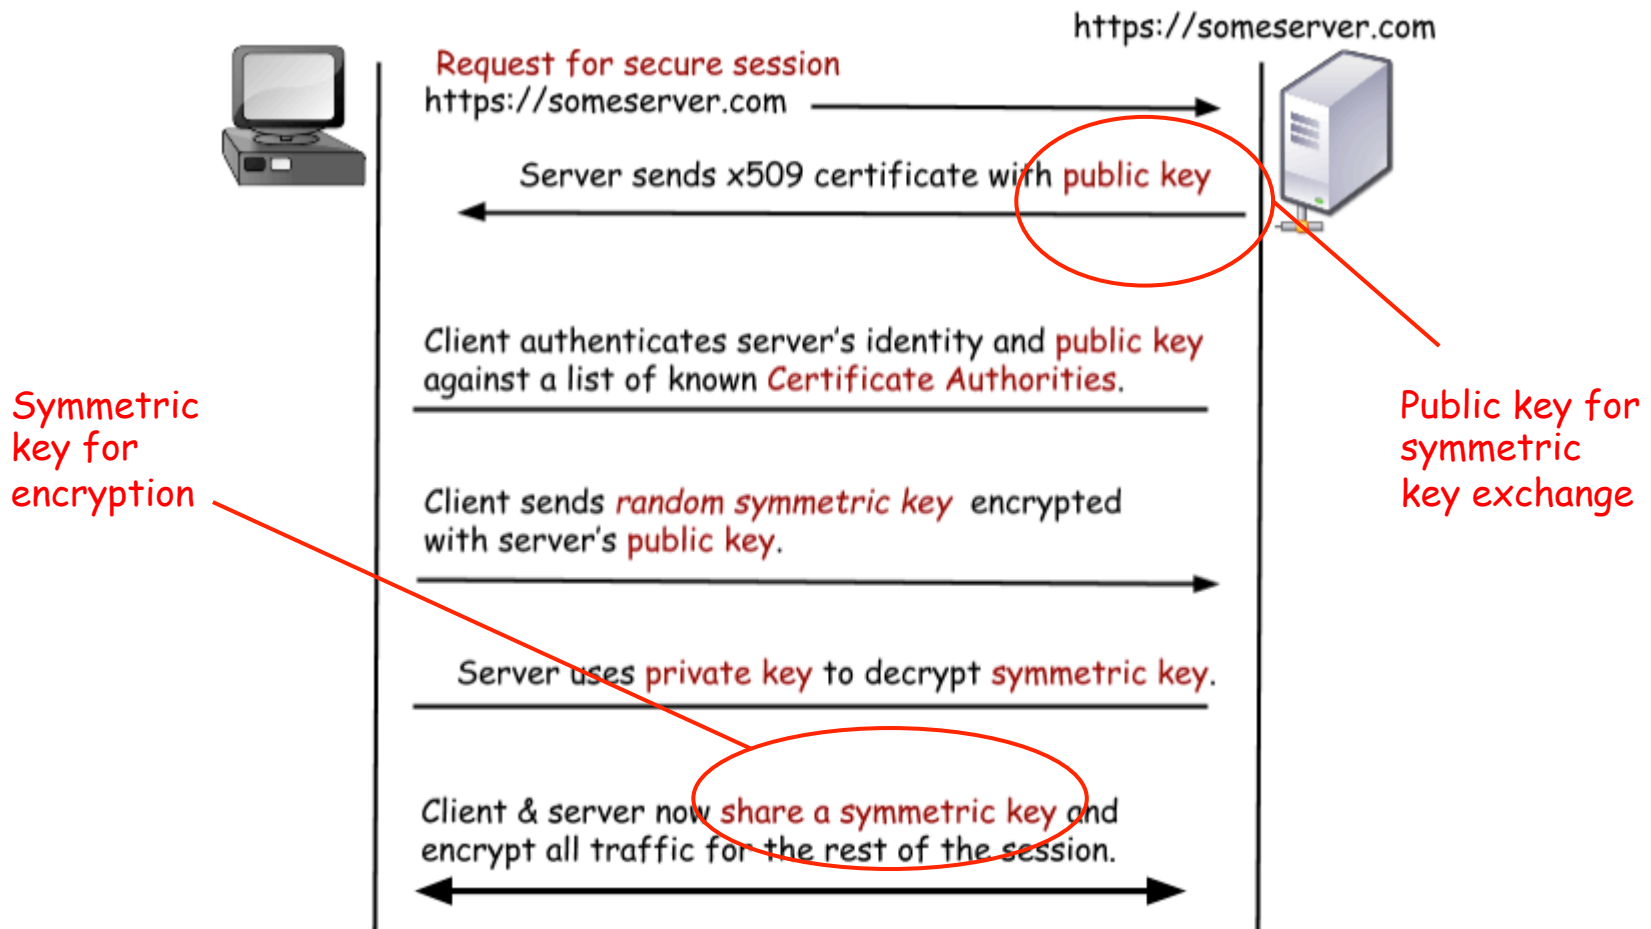 https://someserver.com
Request for secure session
https://someserver.com
Server sends x509 certificate with public key
Client authenticates server's identity and public key
against a list of known Certificate Authorities.
Symmetric
key for
encryption
Public key for
symmetric
key exchange
Client sends random symmetric key encrypted
with server's public key.
Server uses private key to decrypt symmetric key.
Client & server now share a symmetric key and
encrypt all traffic for the rest of the session.